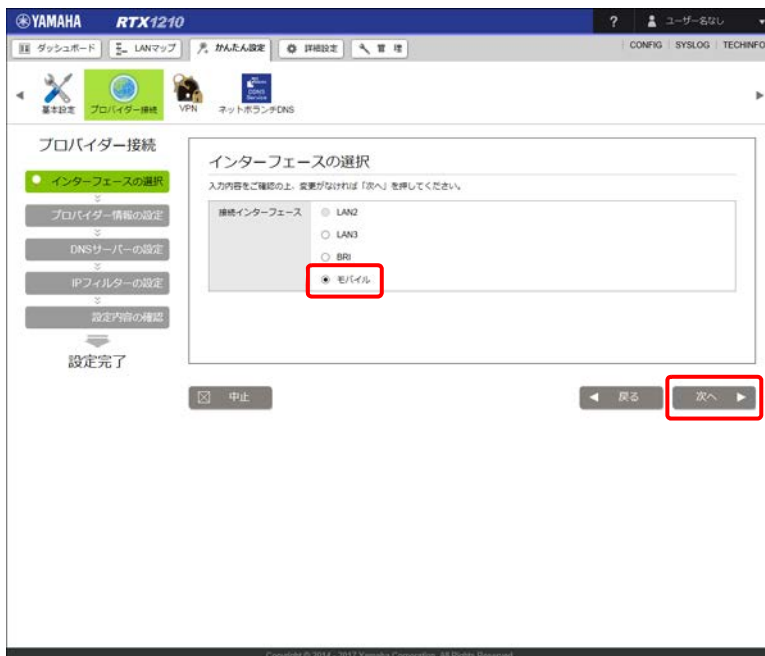 YAMAHA RTX1210 ? ユーザー名なし
ダッシュボード LANマップ かんたん設定 詳細設定 管理 CONFIG SYSLOG TECHINFO
基本設定 プロバイダー接続 VPN ネットボランチDNS
プロバイダー接続
インターフェースの選択
プロバイダー情報の設定
DNSサーバーの設定
IPフィルターの設定
設定内容の確認
設定完了
インターフェースの選択
入力内容をご確認の上、変更がなければ「次へ」を押してください。
接続インターフェース
LAN2
LAN3
BRI
モバイル
中止 戻る 次へ
Copyright © 2014 - 2017 Yamaha Corporation. All Rights Reserved.